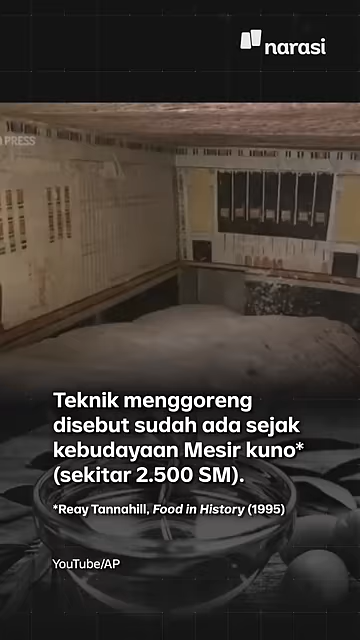 narasi
PRESS
Teknik menggoreng
disebut sudah ada sejak
kebudayaan Mesir kuno*
(sekitar 2.500 SM).
*Reay Tannahill, Food in History (1995)
YouTube/AP